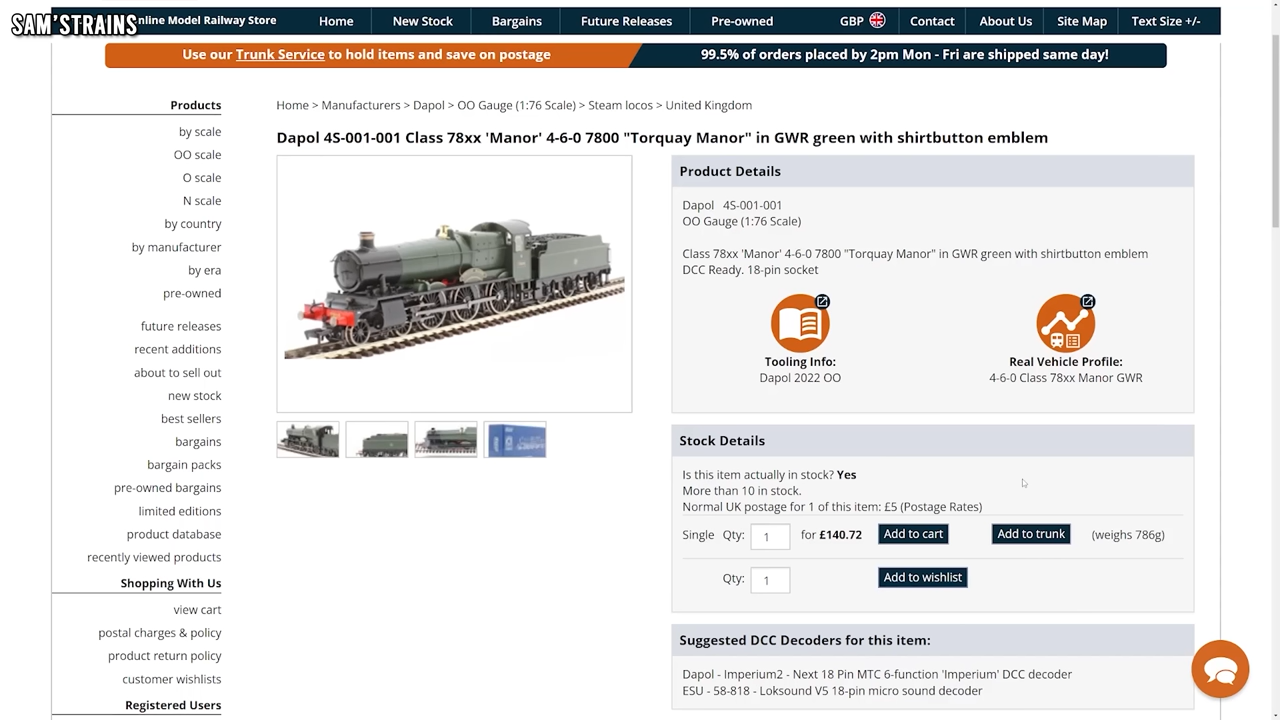 SAM'STRAINS
nline Model Railway Store
Home
New Stock
Bargains
Future Releases
Pre-owned
GBP
Contact
About Us
Site Map
Text Size +/-
Use our Trunk Service to hold items and save on postage
99.5% of orders placed by 2pm Mon - Fri are shipped same day!
Products
by scale
OO scale
O scale
N scale
by country
by manufacturer
by era
pre-owned
future releases
recent additions
about to sell out
new stock
best sellers
bargains
bargain packs
pre-owned bargains
limited editions
product database
recently viewed products
Shopping With Us
view cart
postal charges & policy
product return policy
customer wishlists
Registered Users
Home > Manufacturers > Dapol > OO Gauge (1:76 Scale) > Steam locos > United Kingdom
Dapol 4S-001-001 Class 78xx 'Manor' 4-6-0 7800 "Torquay Manor" in GWR green with shirtbutton emblem
Product Details
Dapol 4S-001-001
OO Gauge (1:76 Scale)
Class 78xx 'Manor' 4-6-0 7800 "Torquay Manor" in GWR green with shirtbutton emblem
DCC Ready. 18-pin socket
Tooling Info:
Dapol 2022 OO
Real Vehicle Profile:
4-6-0 Class 78xx Manor GWR
Stock Details
Is this item actually in stock? Yes
More than 10 in stock.
Normal UK postage for 1 of this item: £5 (Postage Rates)
Single Qty: 1 for £140.72 Add to cart Add to trunk (weighs 786g)
Qty: 1 Add to wishlist
Suggested DCC Decoders for this item:
Dapol - Imperium2 - Next 18 Pin MTC 6-function 'Imperium' DCC decoder
ESU - 58-818 - Loksound V5 18-pin micro sound decoder